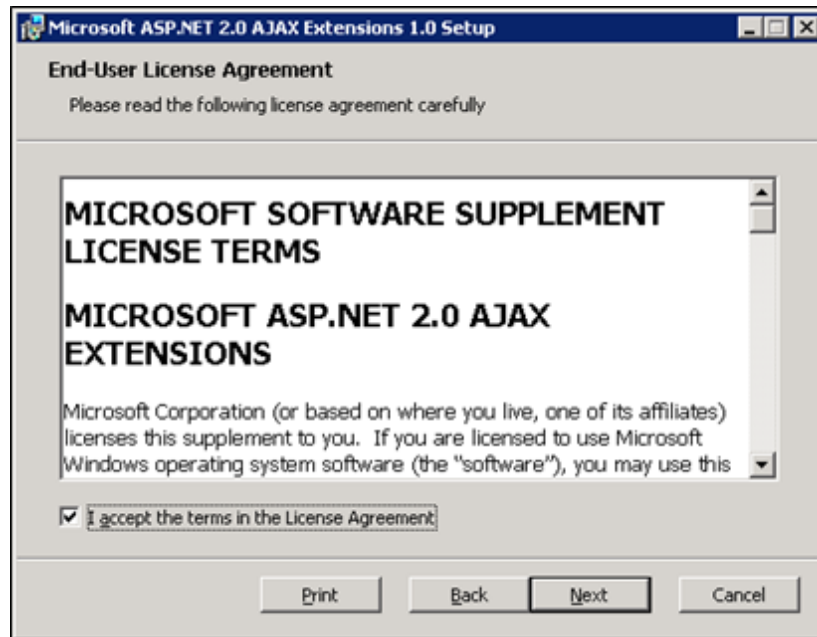 Microsoft ASP.NET 2.0 AJAX Extensions 1.0 Setup
End-User License Agreement
Please read the following license agreement carefully
MICROSOFT SOFTWARE SUPPLEMENT
LICENSE TERMS
MICROSOFT ASP.NET 2.0 AJAX
EXTENSIONS
Microsoft Corporation (or based on where you live, one of its affiliates)
licenses this supplement to you.  If you are licensed to use Microsoft
Windows operating system software (the "software"), you may use this
I accept the terms in the License Agreement
Print Back Next Cancel